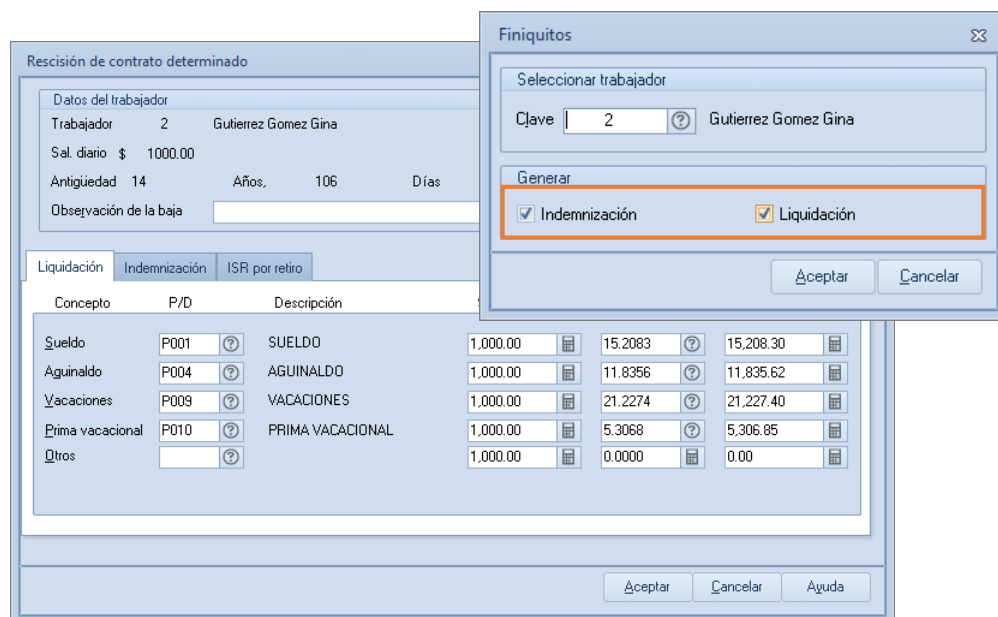 Finiquitos
Seleccionar trabajador
Clave 2 Gutierrez Gomez Gina
Generar
Indemnización Liquidación
Aceptar Cancelar
Rescisión de contrato determinado
Datos del trabajador
Trabajador 2 Gutierrez Gomez Gina
Sal. diario $ 1000.00
Antigüedad 14 Años, 106 Días
Observación de la baja
Liquidación Indemnización ISR por retiro
Concepto P/D Descripción
Sueldo P001 SUELDO 1,000.00 15.2083 15,208.30
Aguinaldo P004 AGUINALDO 1,000.00 11.8356 11,835.62
Vacaciones P009 VACACIONES 1,000.00 21.2274 21,227.40
Prima vacacional P010 PRIMA VACACIONAL 1,000.00 5.3068 5,306.85
Otros 1,000.00 0.0000 0.00
Aceptar Cancelar Ayuda